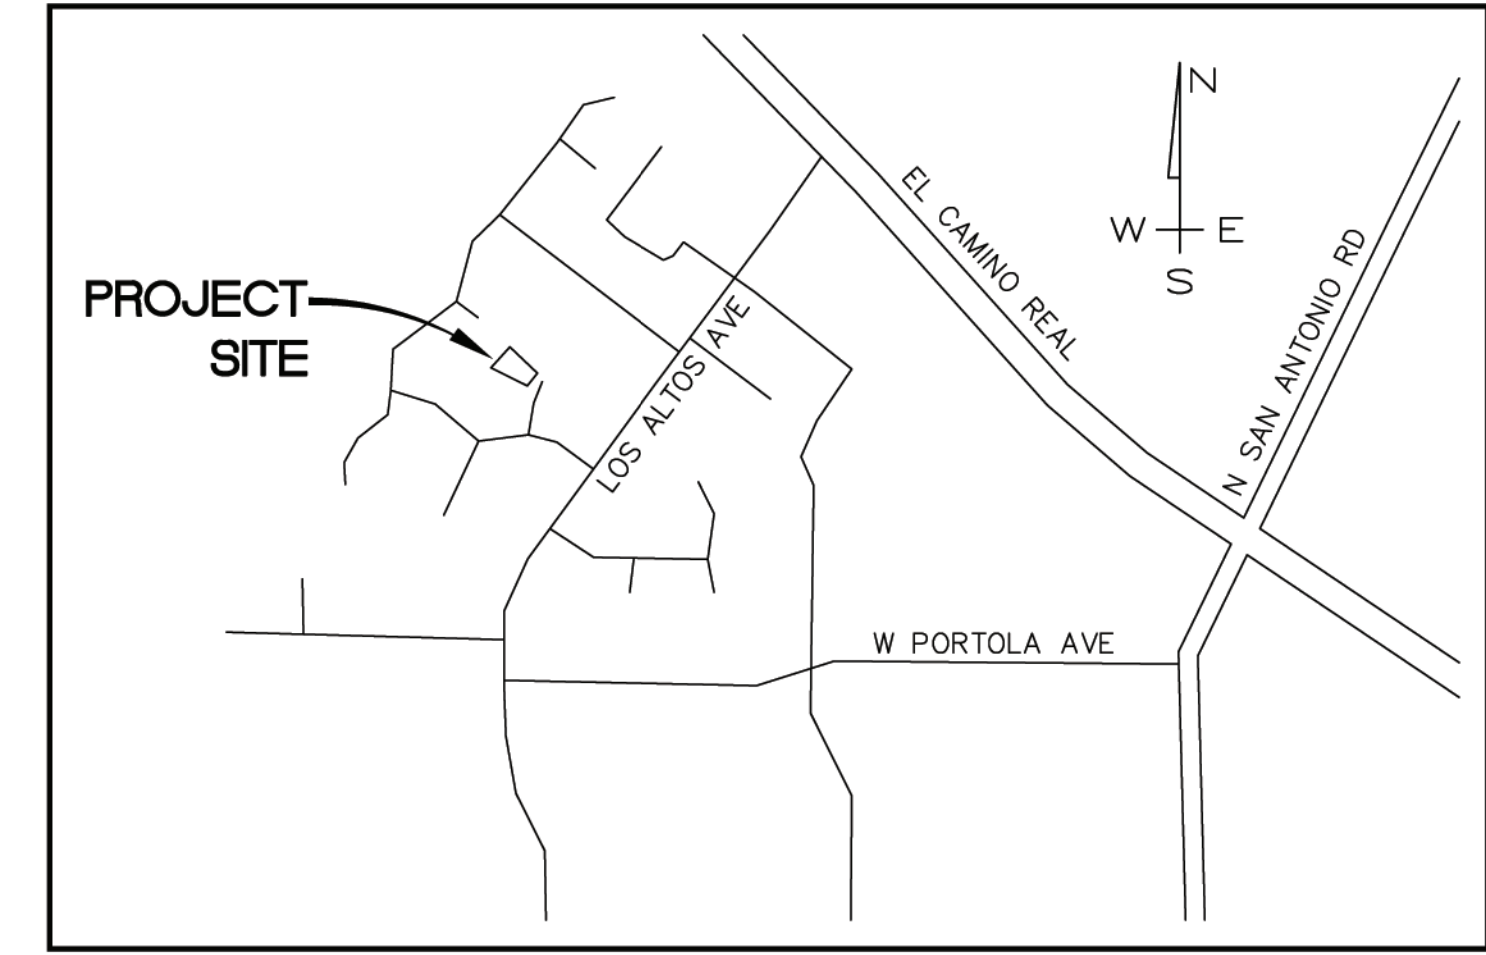 N
W
E
S
EL CAMINO REAL
N SAN ANTONIO RD
PROJECT
SITE
LOS ALTOS AVE
W PORTOLA AVE